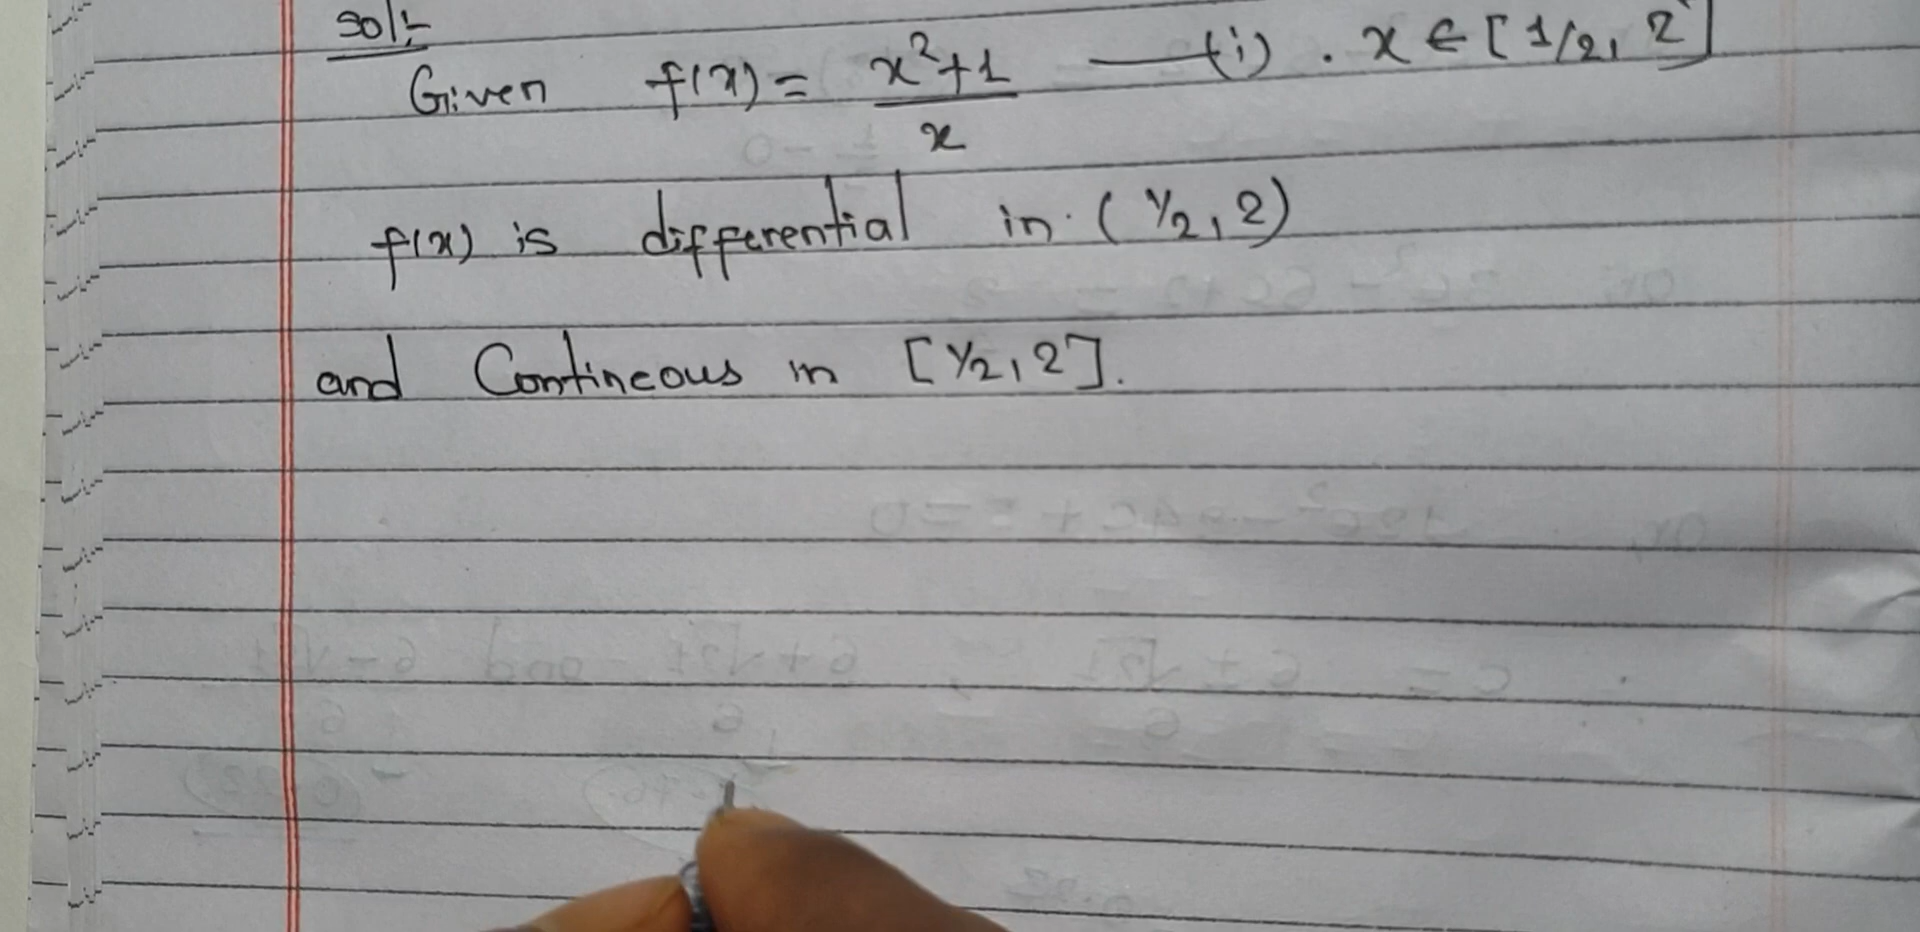 Sol:-
Given f(x) = x²+1 / x —(i) . x ∈ [1/2, 2]
f(x) is differential in (1/2, 2)
and Contineous in [1/2, 2].